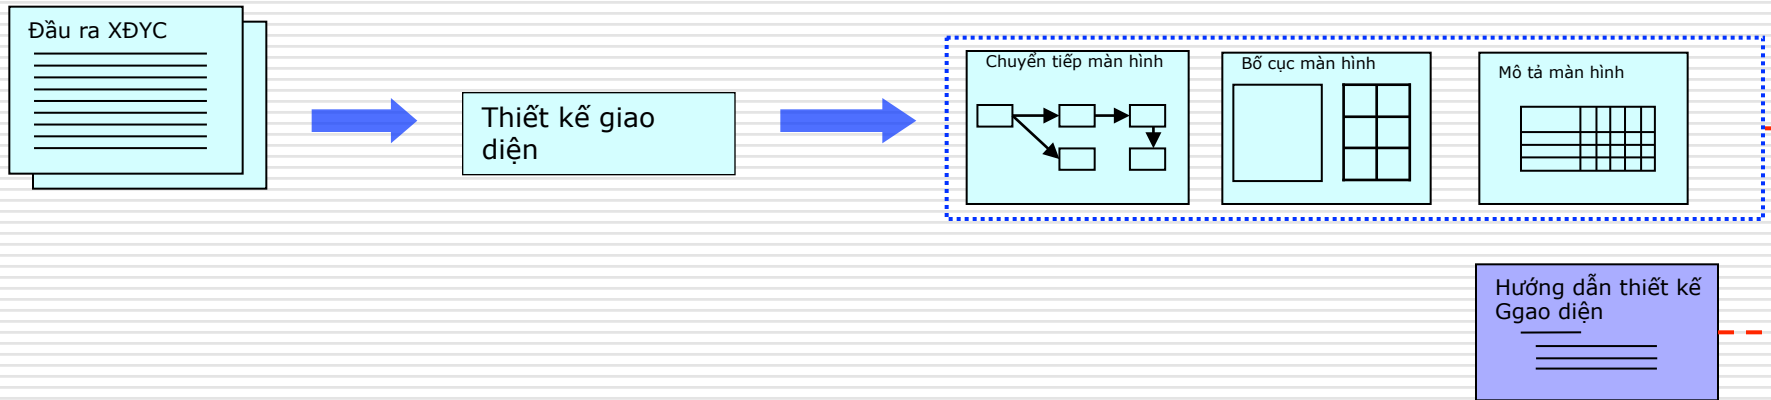 Đầu ra XĐYC
Thiết kế giao
diện
Chuyển tiếp màn hình
Bố cục màn hình
Mô tả màn hình
Hướng dẫn thiết kế
Ggao diện